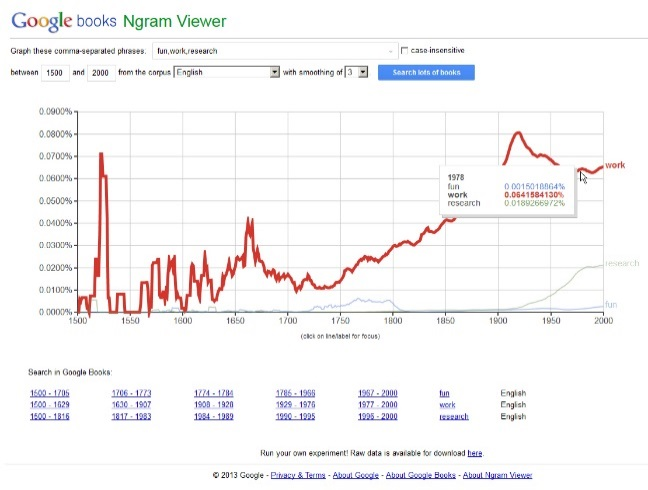 Google books Ngram Viewer
Graph these comma-separated phrases: fun,work,research case-insensitive
between 1500 and 2000 from the corpus English with smoothing of 3 Search lots of books
0.0900%
0.0800%
0.0700%
0.0600%
0.0500%
0.0400%
0.0300%
0.0200%
0.0100%
0.0000%
work
1978
fun 0.0015018864%
work 0.0641584130%
research 0.0189266972%
research
fun
1500 1550 1600 1650 1700 1750 1800 1850 1900 1950 2000
(click on line/label for focus)
Search in Google Books:
1500 - 1705 1706 - 1773 1774 - 1784 1785 - 1966 1967 - 2000 fun English
1500 - 1629 1630 - 1907 1908 - 1928 1929 - 1976 1977 - 2000 work English
1500 - 1816 1817 - 1983 1984 - 1989 1990 - 1995 1996 - 2000 research English
Run your own experiment! Raw data is available for download here.
© 2013 Google - Privacy & Terms - About Google - About Google Books - About Ngram Viewer